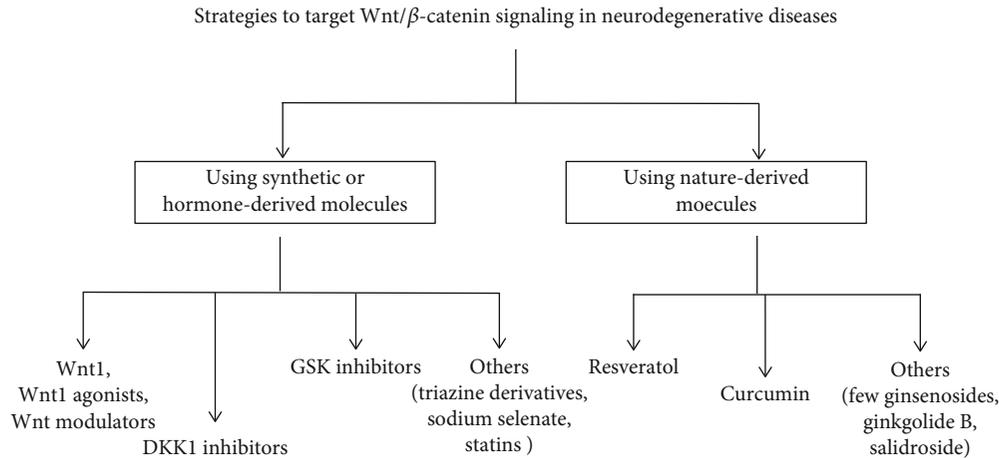 Strategies to target Wnt/β-catenin signaling in neurodegenerative diseases
Using synthetic or
hormone-derived molecules
Using nature-derived
moecules
Wnt1,
Wnt1 agonists,
Wnt modulators
DKK1 inhibitors
GSK inhibitors
Others
(triazine derivatives,
sodium selenate,
statins )
Resveratol
Curcumin
Others
(few ginsenosides,
ginkgolide B,
salidroside)